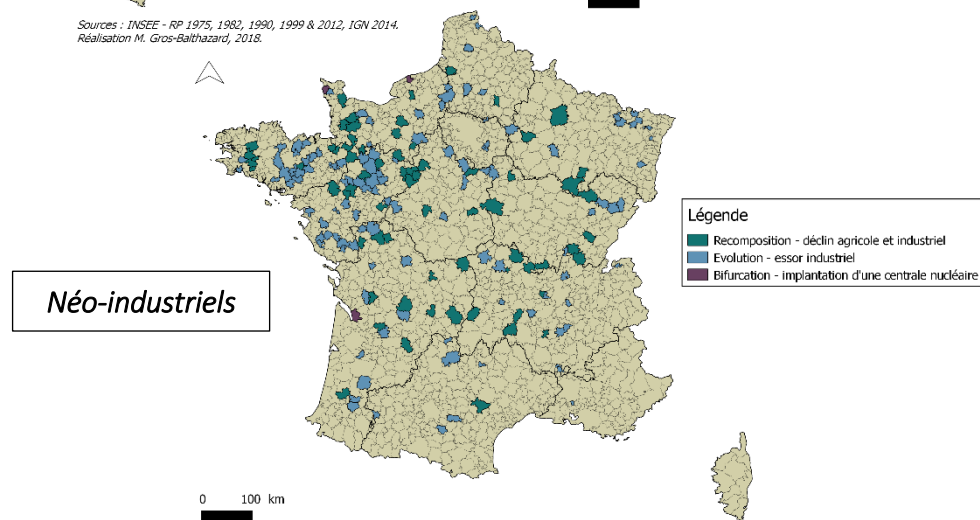 Sources : INSEE - RP 1975, 1982, 1990, 1999 & 2012, IGN 2014.
Réalisation M. Gros-Balthazard, 2018.
Légende
Recomposition - déclin agricole et industriel
Evolution - essor industriel
Bifurcation - implantation d'une centrale nucléaire
Néo-industriels
0 100 km